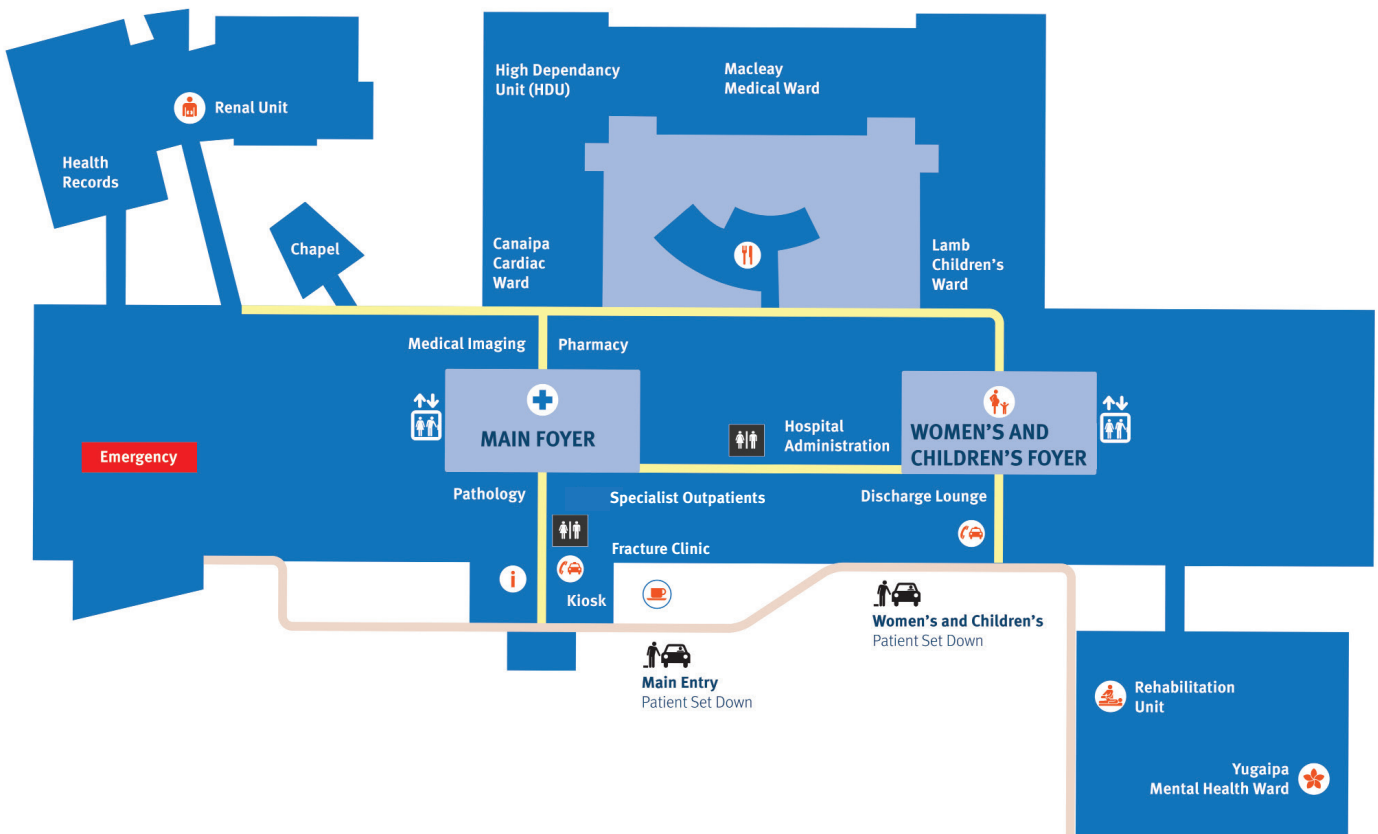 High Dependancy
Unit (HDU)
Macleay
Medical Ward
Renal Unit
Health
Records
Chapel
Canaipa
Cardiac
Ward
Lamb
Children's
Ward
Medical Imaging
Pharmacy
MAIN FOYER
Hospital
Administration
WOMEN'S AND
CHILDREN'S FOYER
Emergency
Pathology
Specialist Outpatients
Discharge Lounge
Fracture Clinic
i
Kiosk
Women's and Children's
Patient Set Down
Main Entry
Patient Set Down
Rehabilitation
Unit
Yugaipa
Mental Health Ward